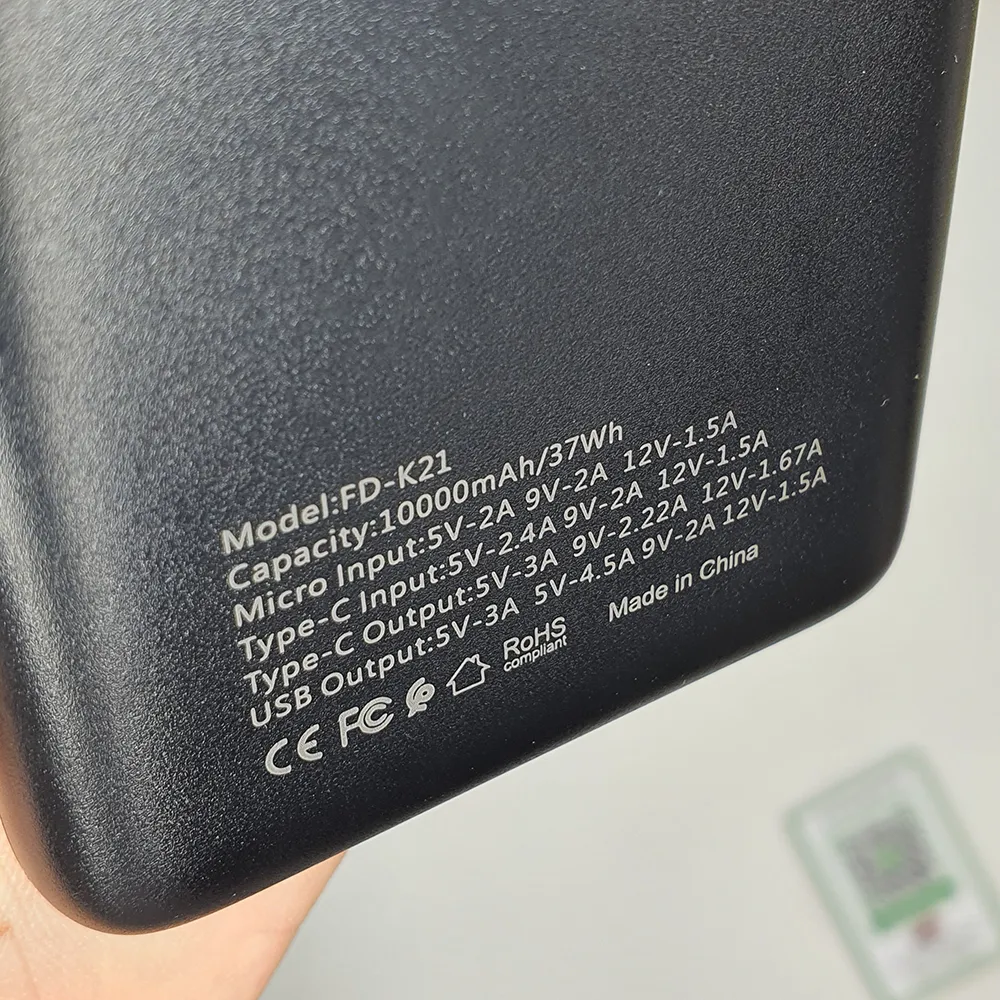 Model:FD-K21
Capacity:10000mAh/37Wh
Micro Input:5V-2A 9V-2A 12V-1.5A
Type-C Input:5V-2.4A 9V-2A 12V-1.5A
Type-C Output:5V-3A 9V-2.22A 12V-1.67A
USB Output:5V-3A 5V-4.5A 9V-2A 12V-1.5A
CE FC RoHS compliant Made in China